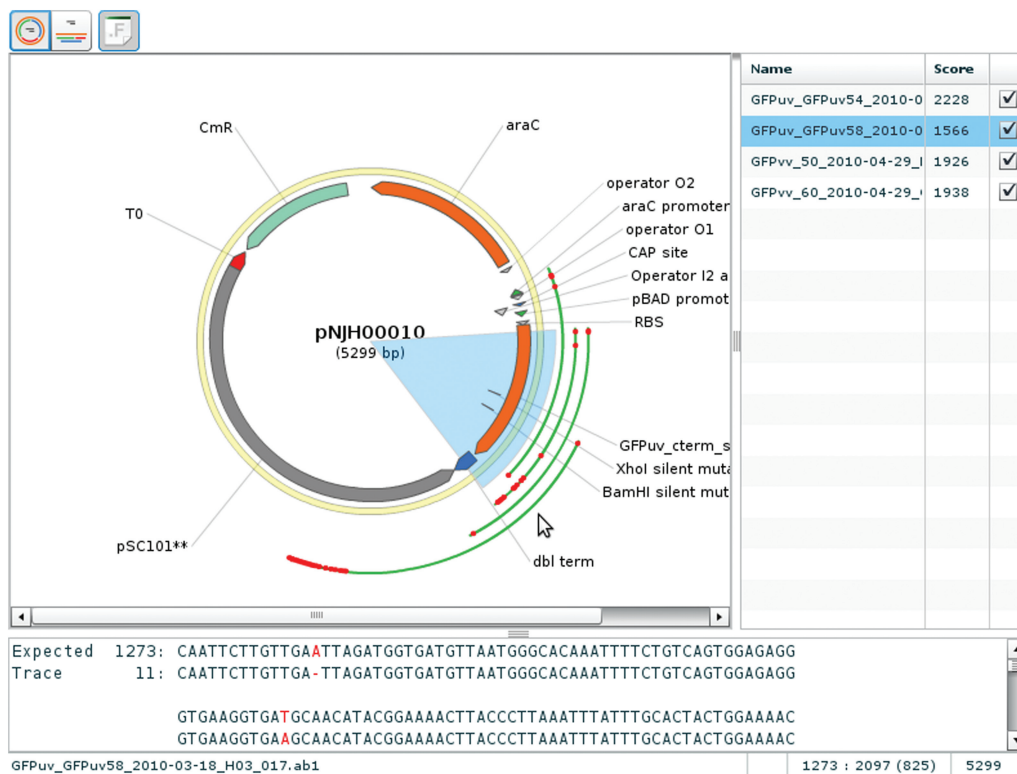 .F
Name Score
GFPuv_GFPuv54_2010-0 2228
GFPuv_GFPuv58_2010-0 1566
GFPvv_50_2010-04-29_ 1926
GFPvv_60_2010-04-29_ 1938
CmR
araC
T0
operator O2
araC promoter
operator O1
CAP site
Operator I2 a
pBAD promot
RBS
pNJH00010
(5299 bp)
GFPuv_cterm_s
XhoI silent muta
BamHI silent mut
pSC101**
dbl term
Expected 1273: CAATTCTTGTTGAATTAGATGGTGATGTTAATGGGCACAAATTTTCTGTCAGTGGAGAGG
Trace 11: CAATTCTTGTTGA-TTAGATGGTGATGTTAATGGGCACAAATTTTCTGTCAGTGGAGAGG
GTGAAGGTGATGCAACATACGGAAAACTTACCCTTAAATTTATTTGCACTACTGGAAAAC
GTGAAGGTGAAGCAACATACGGAAAACTTACCCTTAAATTTATTTGCACTACTGGAAAAC
GFPuv_GFPuv58_2010-03-18_H03_017.ab1 1273 : 2097 (825) 5299